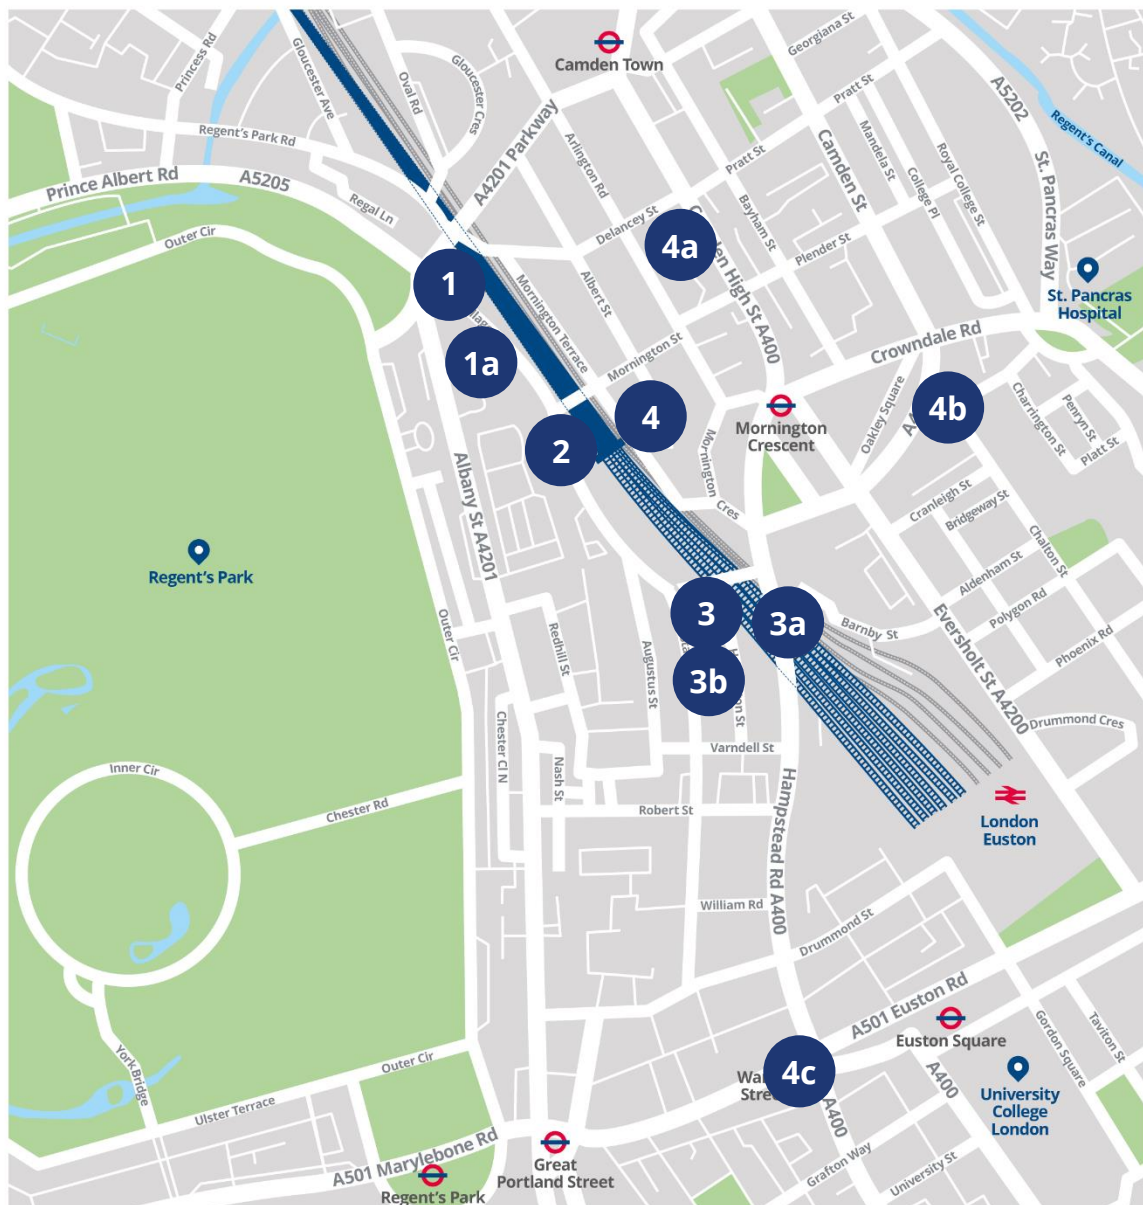 Princess Rd
Gloucester Ave
Oval Rd
Gloucester Cres
Camden Town
Georgiana St
A5202
Regent's Canal
Pratt St
A4201 Parkway
Regent's Park Rd
Arlington Rd
Pratt St
Camden St
Mandela St
College Pl
Royal College St
St. Pancras Way
Prince Albert Rd
A5205
Regal Ln
Outer Cir
Delancey St
Bayham St
Plender St
4a
High St A400
1
Mornington Terrace
Albert St
St. Pancras
Hospital
1a
Mornington St
Crowndale Rd
4
4b
2
Mornington
Crescent
Oakley Square
Charrington St
Penryn St
Platt St
Mornington
Cres
Albany St A4201
Cranleigh St
Bridgeway St
Chalton St
Aldenham St
Polygon Rd
Phoenix Rd
Regent's Park
Outer Cir
Redhill St
Augustus St
3
3a
3b
Barnby St
Eversholt St A4200
Drummond Cres
Chester Cl N
Nash St
Varndell St
Robert St
Inner Cir
Chester Rd
London
Euston
Hampstead Rd A400
William Rd
Drummond St
A501 Euston Rd
Euston Square
Gordon Square
Taviton St
4c
A400
A400
University
College
London
York Bridge
Outer Cir
Ulster Terrace
A501 Marylebone Rd
Great
Portland Street
Regent's Park
Grafton Way
University St